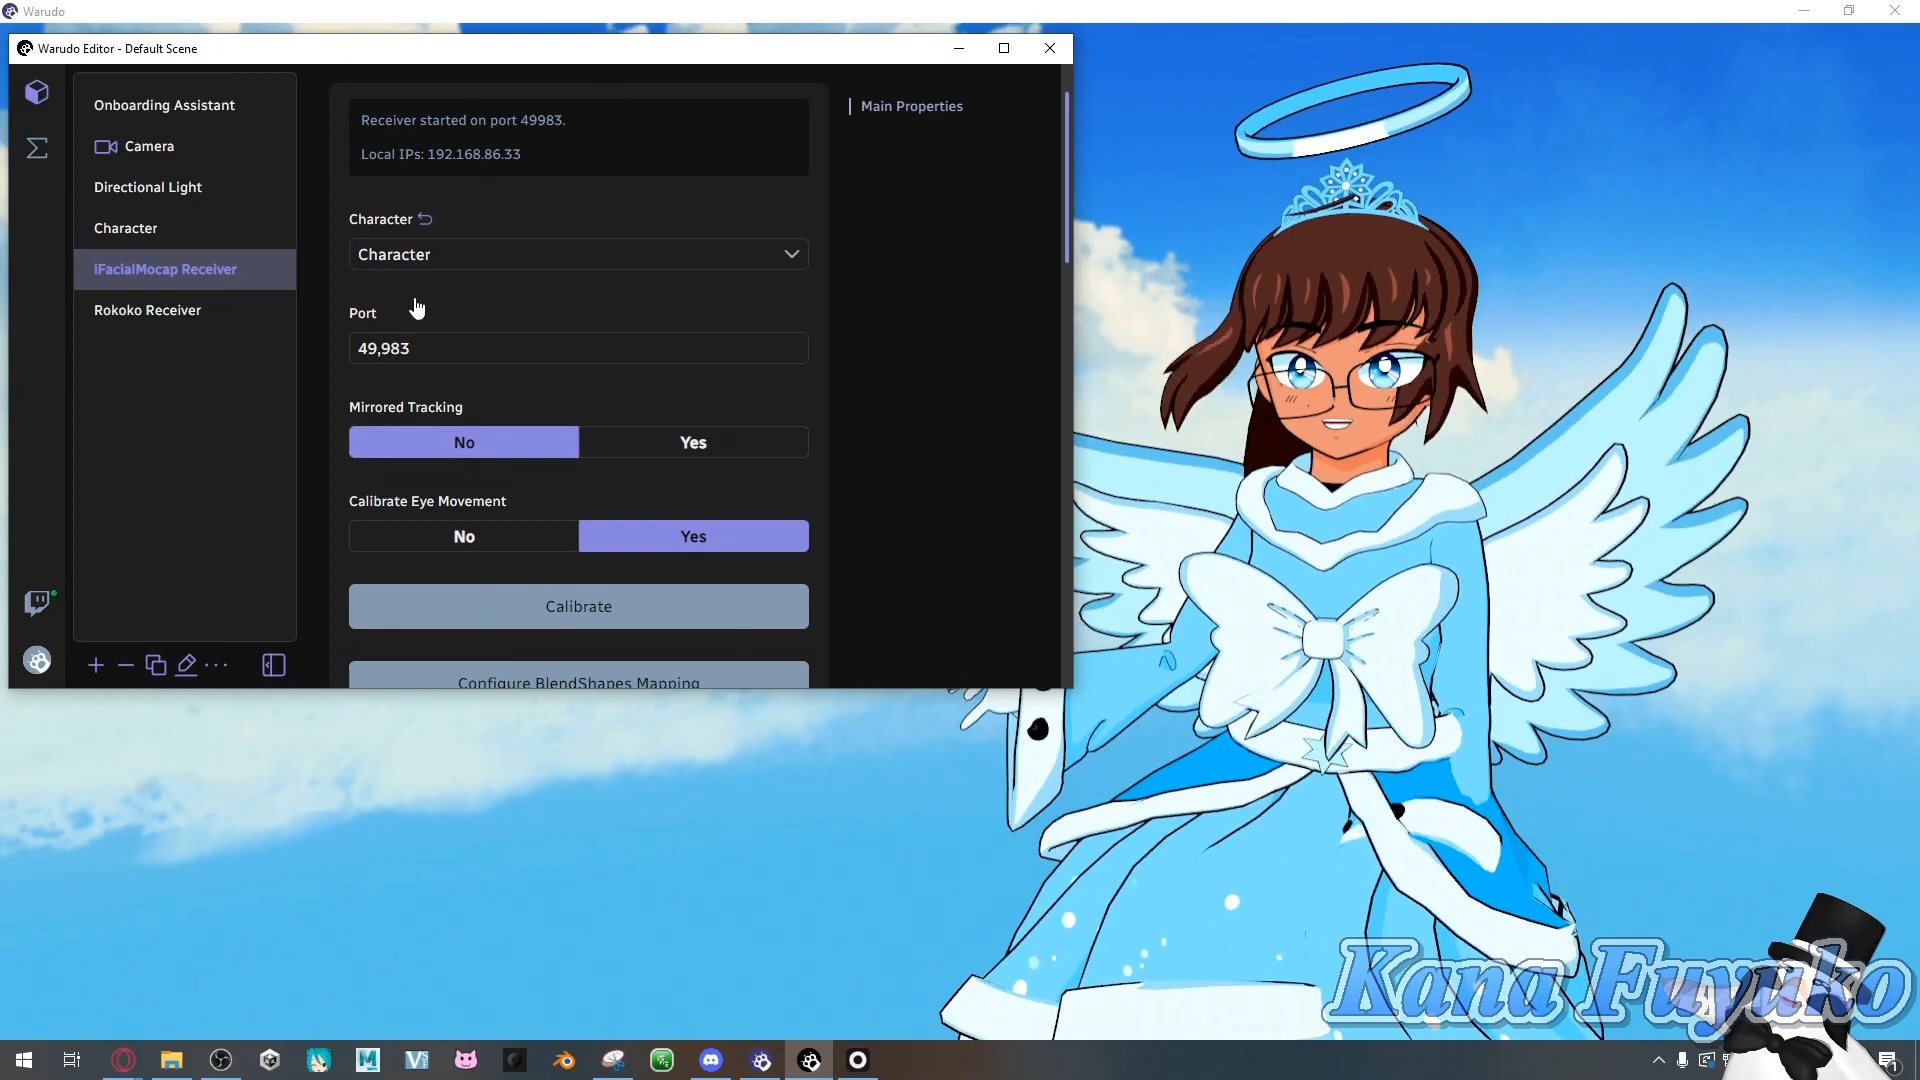 Warudo
Warudo Editor - Default Scene
Onboarding Assistant
Camera
Directional Light
Character
iFacialMocap Receiver
Rokoko Receiver
Receiver started on port 49983.
Local IPs: 192.168.86.33
Character
Character
Port
49,983
Mirrored Tracking
No Yes
Calibrate Eye Movement
No Yes
Calibrate
Configure BlendShapes Mapping
Main Properties
Kana Fuyuko
1